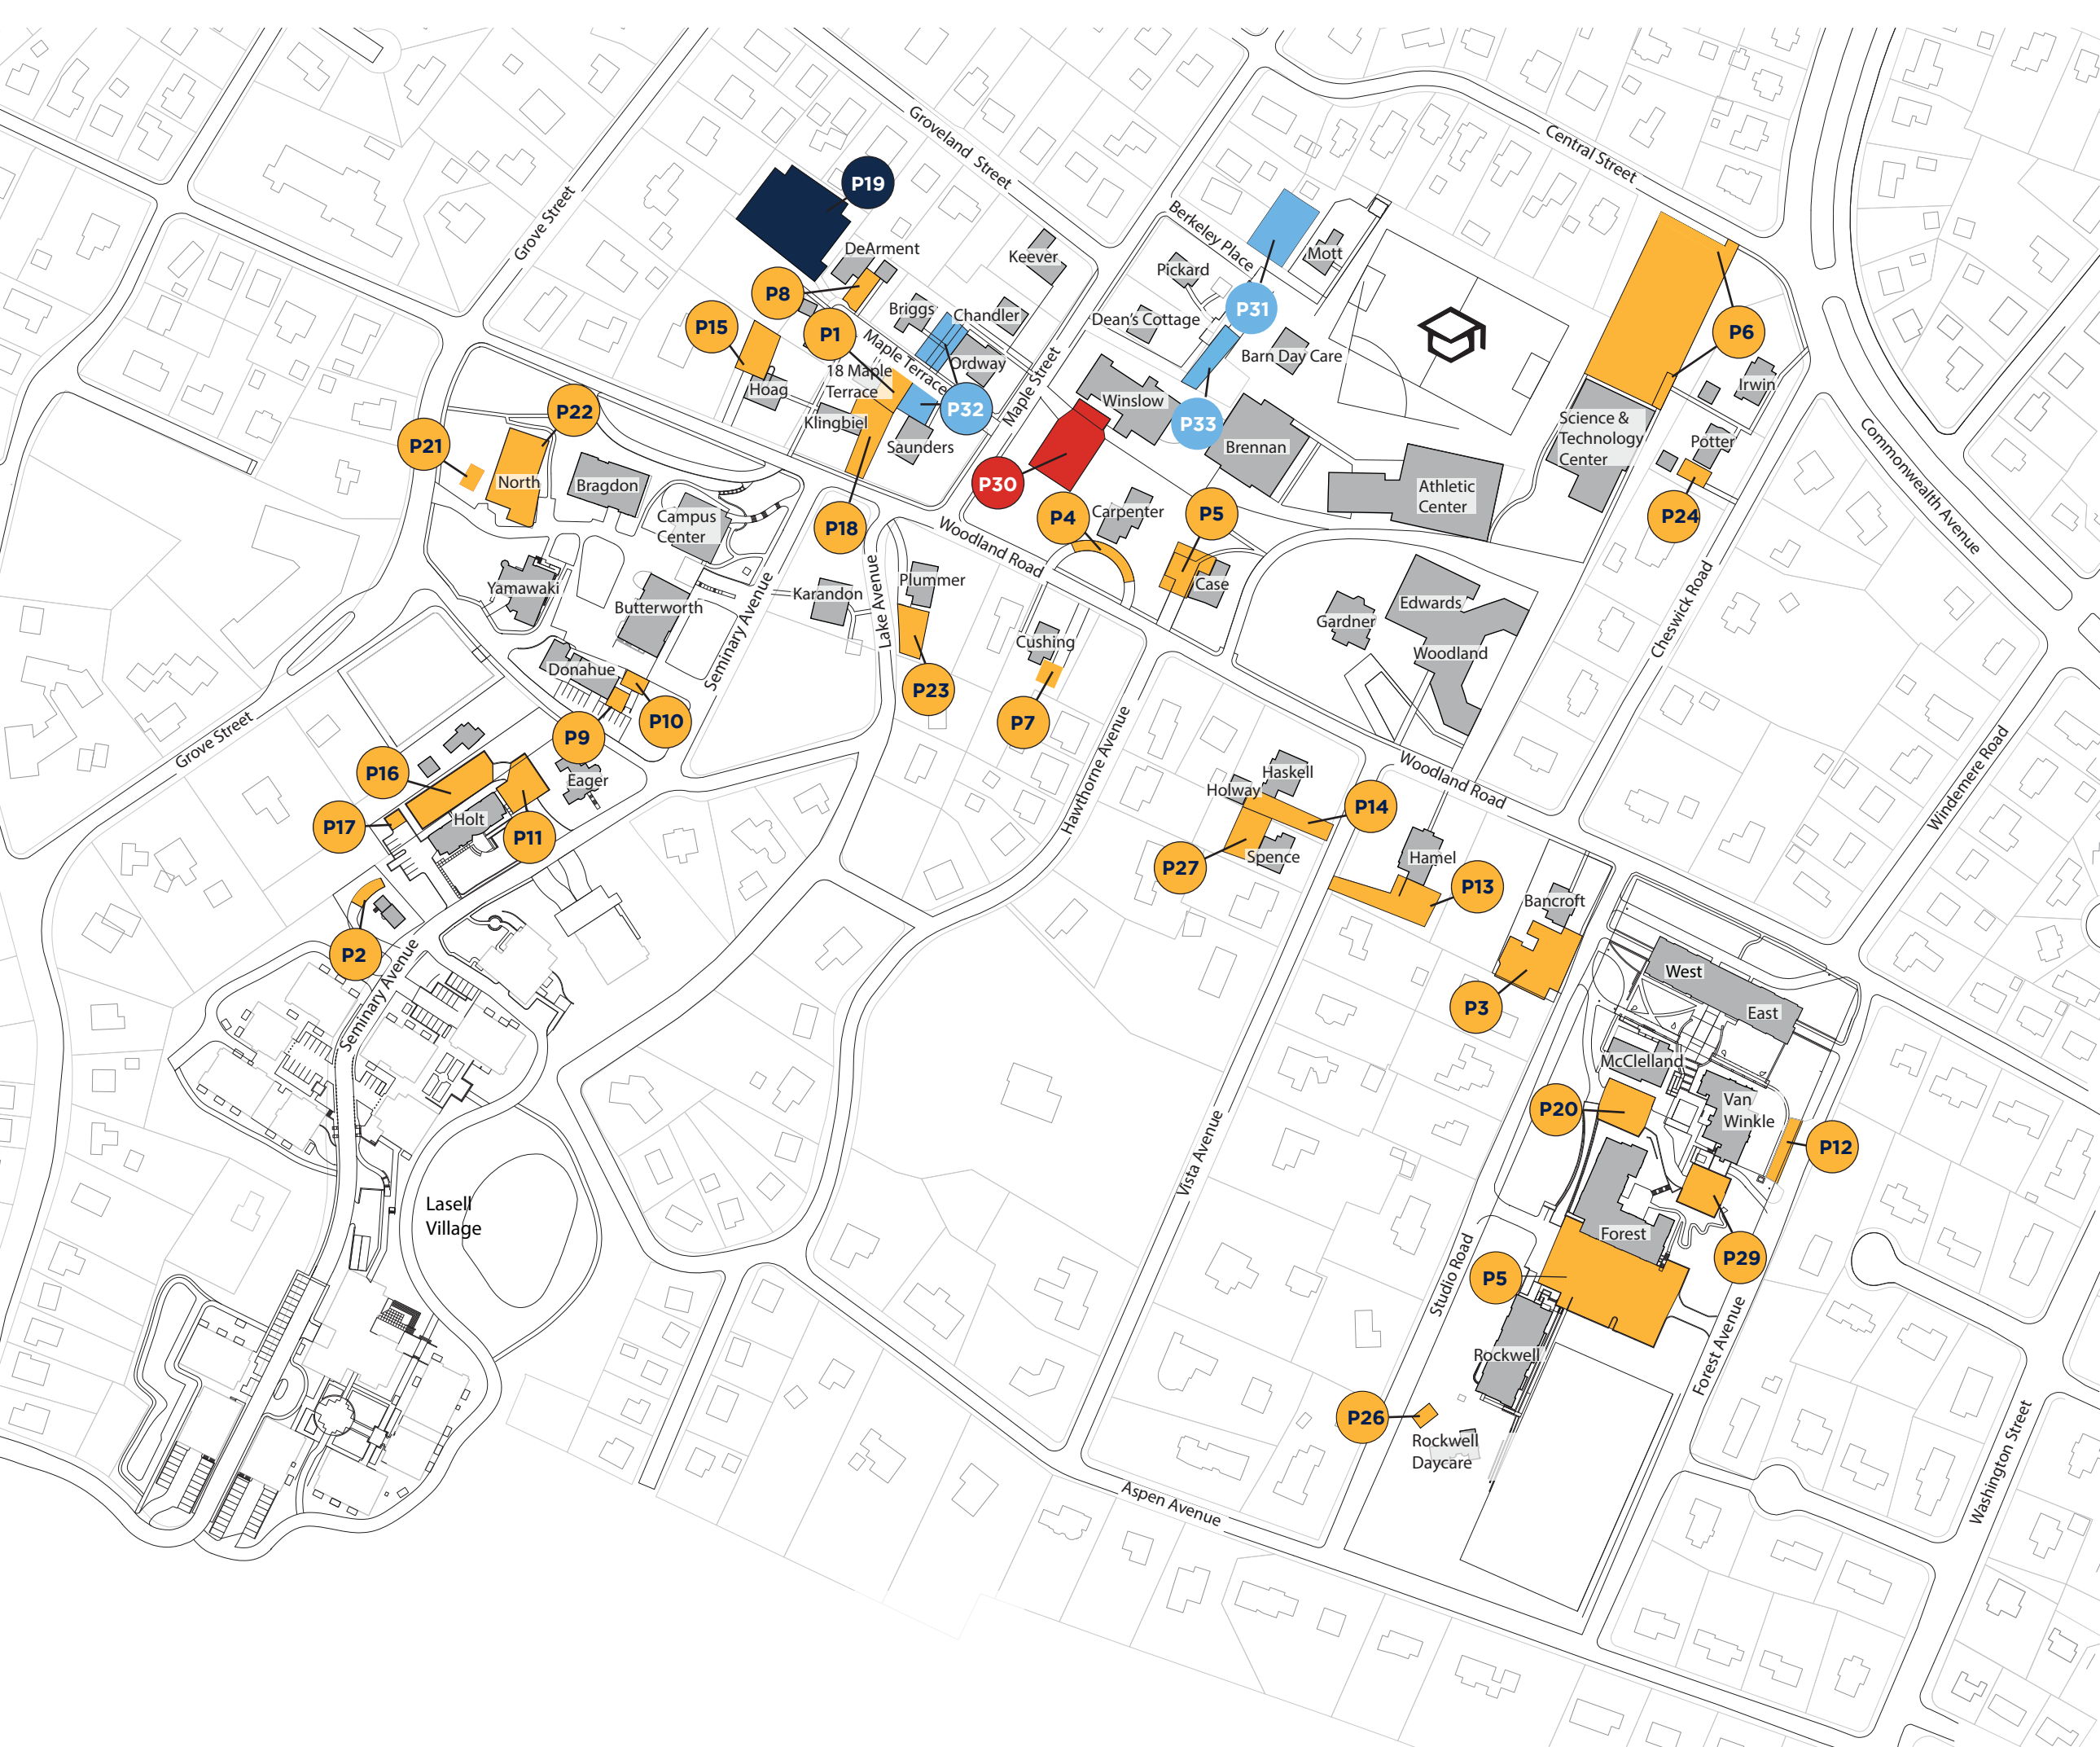 Groveland Street
Central Street
P19
Grove Street
Berkeley Place
DeArment
Keever
Mott
Pickard
P8
P31
Briggs
Chandler
Dean's Cottage
P15
P1
P6
Maple Terrace
Barn Day Care
Ordway
18 Maple
Terrace
Maple Street
Irwin
Hoag
P22
P32
Winslow
Klingbiel
P33
Science &
Technology
Center
P21
Saunders
Brennan
Potter
Commonwealth Avenue
North
Bragdon
P30
Athletic
Center
Campus
Center
P18
P4
Carpenter
P5
P24
Woodland Road
Yamawaki
Plummer
Case
Karandon
Butterworth
Lake Avenue
Seminary Avenue
Edwards
Gardner
Cheswick Road
Cushing
Woodland
Donahue
P23
P10
P7
P9
Grove Street
Hawthorne Avenue
P16
Eager
Haskell
Woodland Road
Windemere Road
Holway
P14
Holt
P17
P11
Hamel
Spence
P27
P13
Bancroft
P2
West
P3
East
Seminary Avenue
McClelland
Van
Winkle
P20
P12
Vista Avenue
Lasell
Village
Forest
P29
P5
Studio Road
Rockwell
Forest Avenue
P26
Rockwell
Daycare
Washington Street
Aspen Avenue